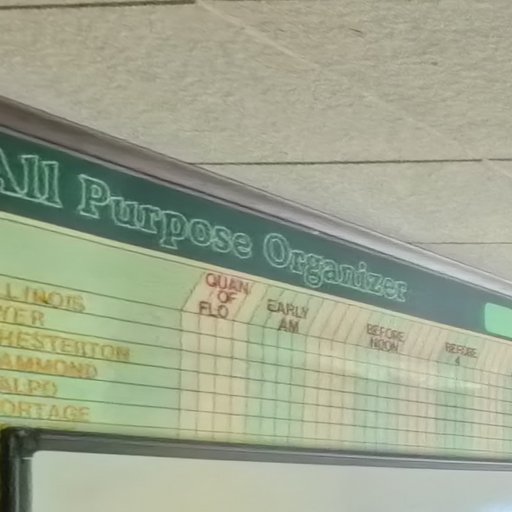 All Purpose Organizer
QUAN OF FLO
EARLY AM
BEFORE NOON
BEFORE 4
LLINOIS
YER
HESTERTON
AMMOND
ALPO
ORTAGE